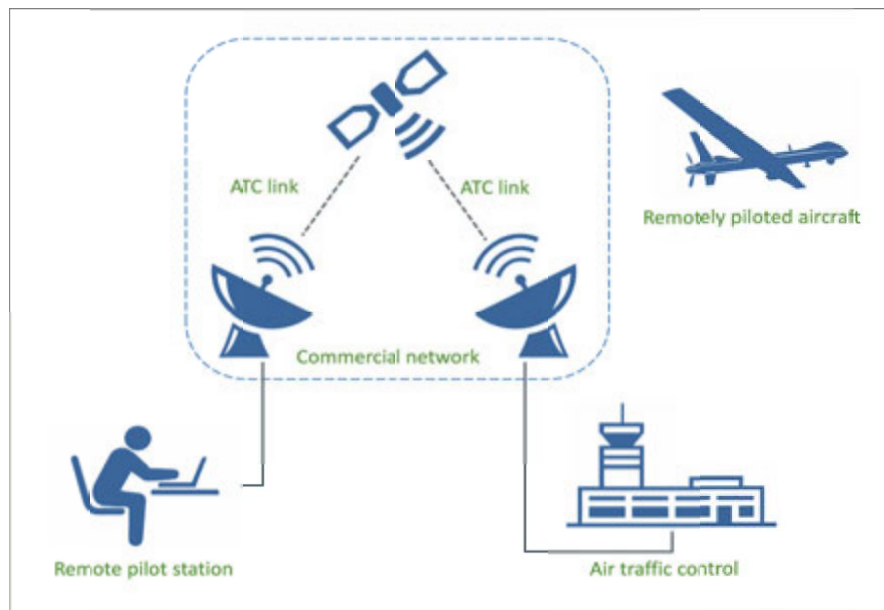 ATC link
ATC link
Remotely piloted aircraft
Commercial network
Remote pilot station
Air traffic control